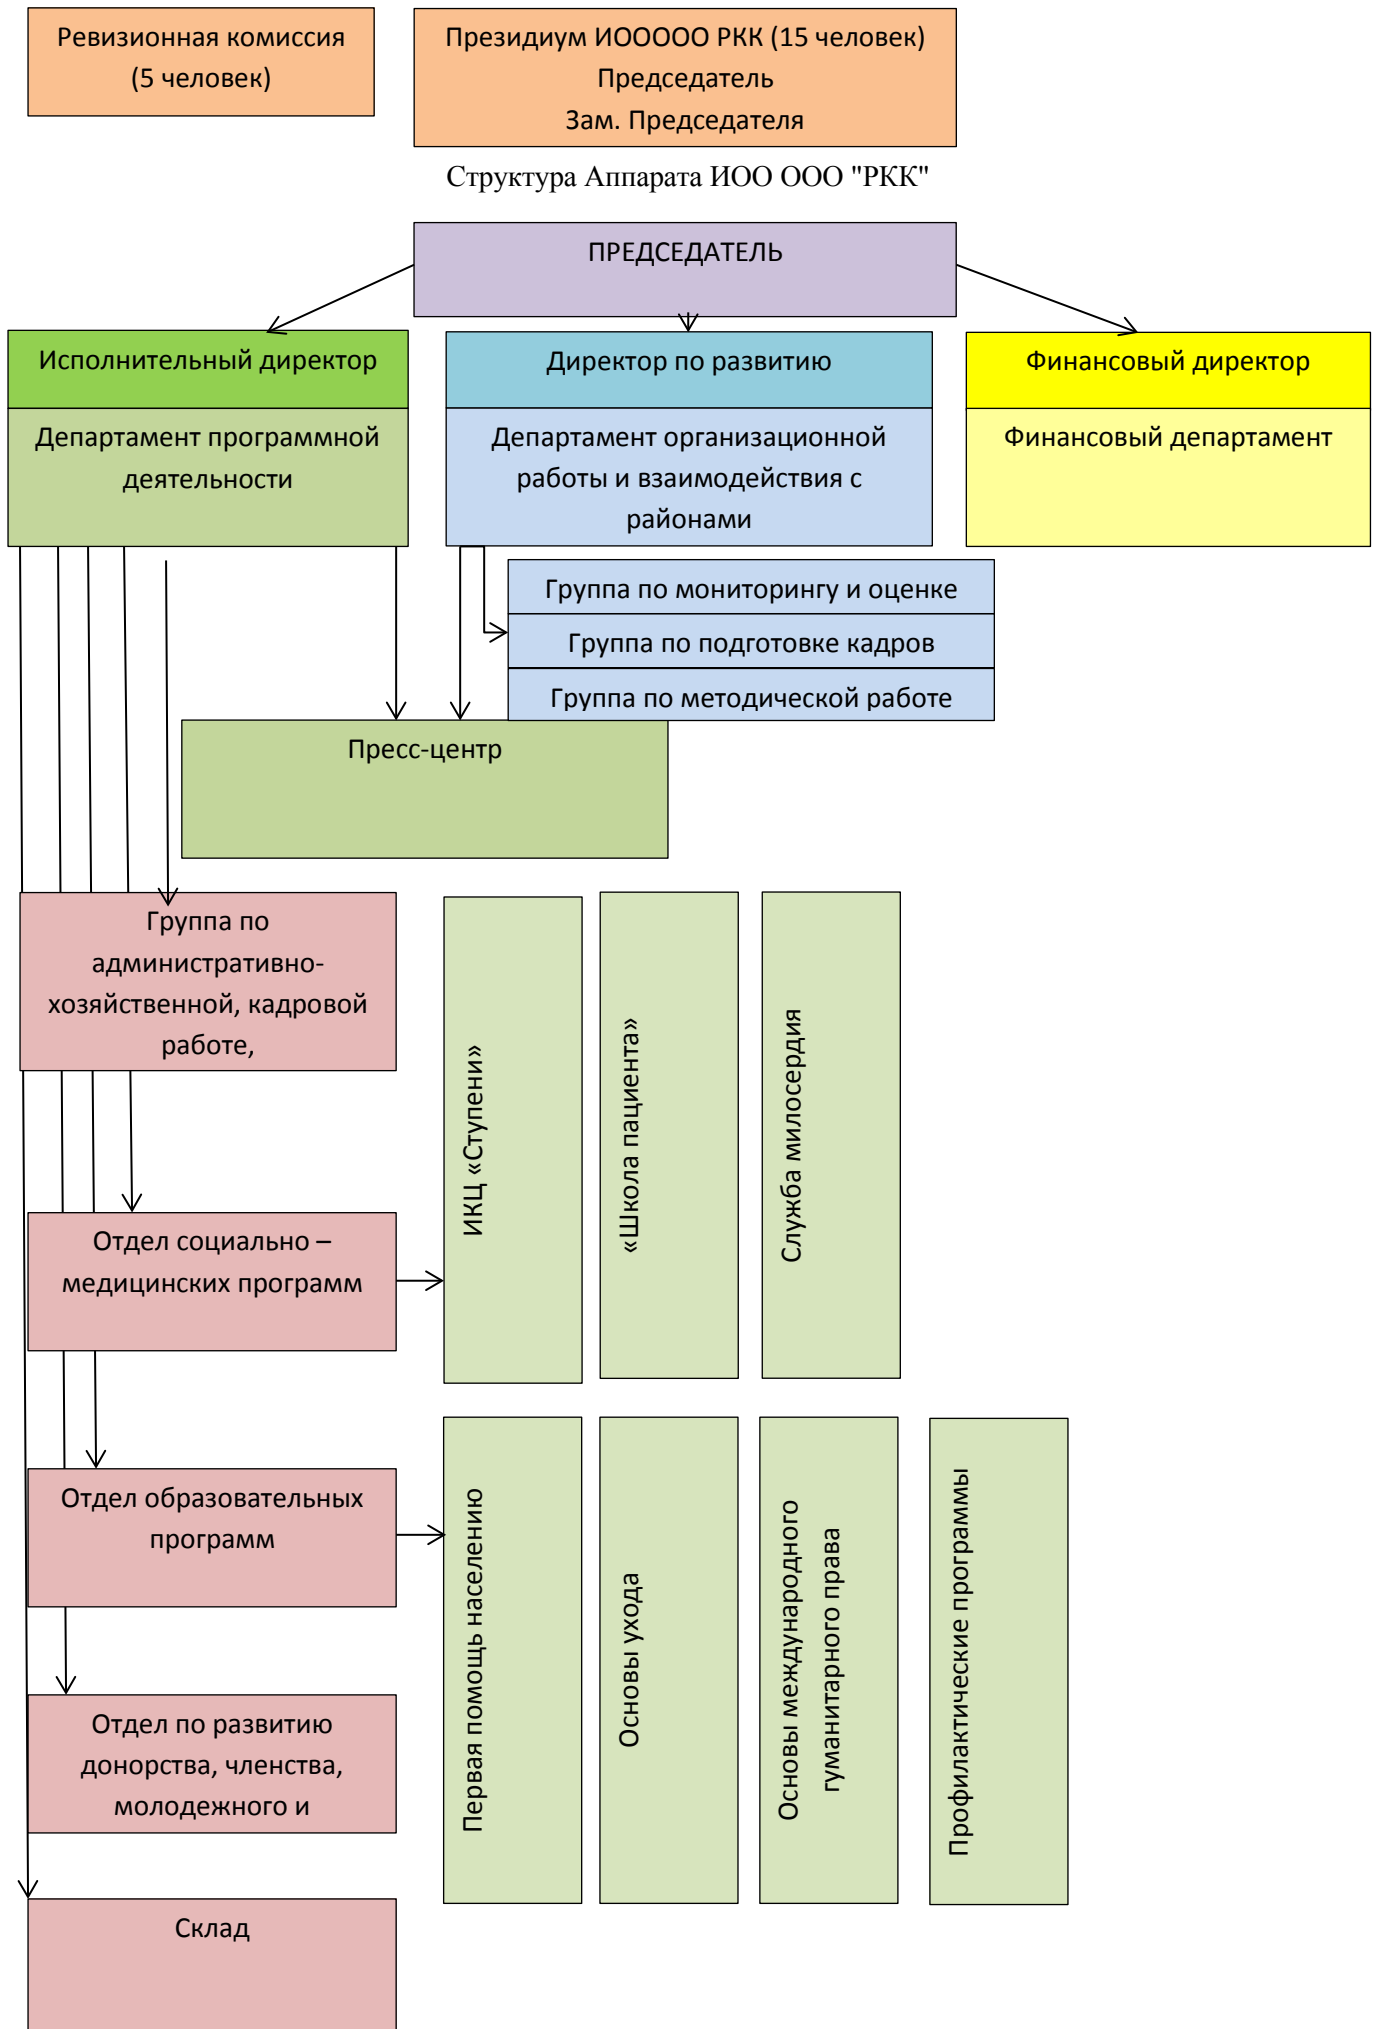 Ревизионная комиссия
(5 человек)
Президиум ИООООО РКК (15 человек)
Председатель
Зам. Председателя
Структура Аппарата ИОО ООО "РКК"
ПРЕДСЕДАТЕЛЬ
Исполнительный директор
Департамент программной
деятельности
Директор по развитию
Департамент организационной
работы и взаимодействия с
районами
Финансовый директор
Финансовый департамент
Группа по мониторингу и оценке
Группа по подготовке кадров
Группа по методической работе
Пресс-центр
Группа по
административно-
хозяйственной, кадровой
работе,
ИКЦ «Ступени»
«Школа пациента»
Служба милосердия
Отдел социально –
медицинских программ
Отдел образовательных
программ
Первая помощь населению
Основы ухода
Основы международного
гуманитарного права
Профилактические программы
Отдел по развитию
донорства, членства,
молодежного и
Склад